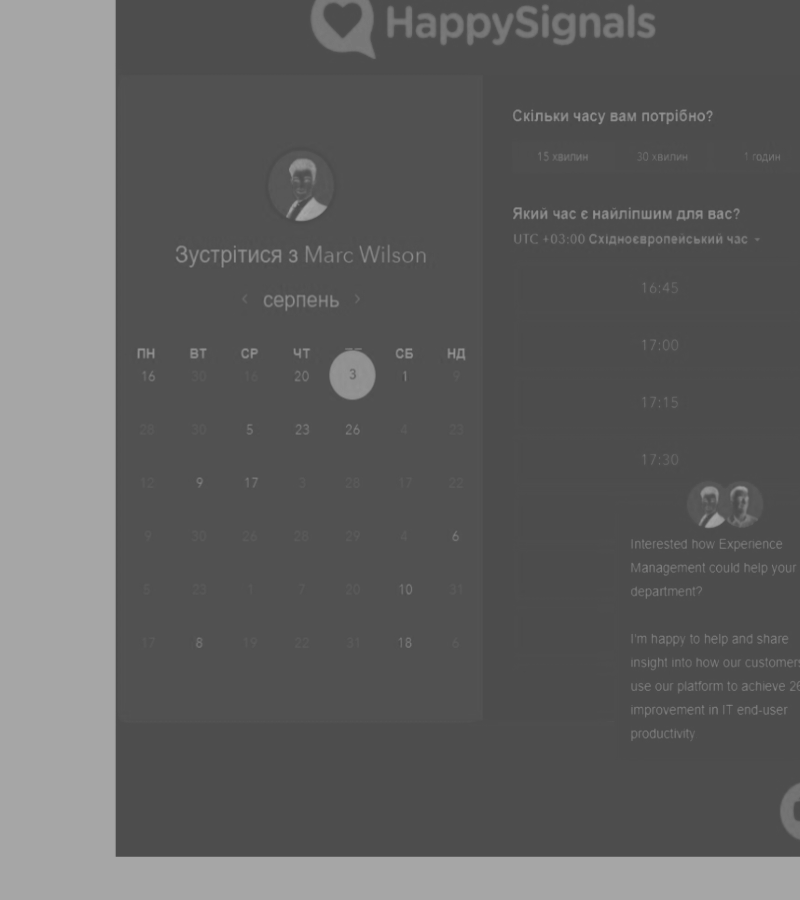 HappySignals
Зустрітися з Marc Wilson
серпень
ПН ВТ СР ЧТ СБ НД
16 30 16 20 3 1 9
28 30 5 23 26 4 23
12 9 17 3 28 17 22
9 30 26 28 29 4 6
5 23 1 7 20 10 31
17 8 19 22 31 18 6
Скільки часу вам потрібно?
15 хвилин 30 хвилин 1 годин
Який час є найліпшим для вас?
UTC +03:00 Східноєвропейський час
16:45
17:00
17:15
17:30
Interested how Experience
Management could help your
department?
I'm happy to help and share
insight into how our customers
use our platform to achieve 26
improvement in IT end-user
productivity